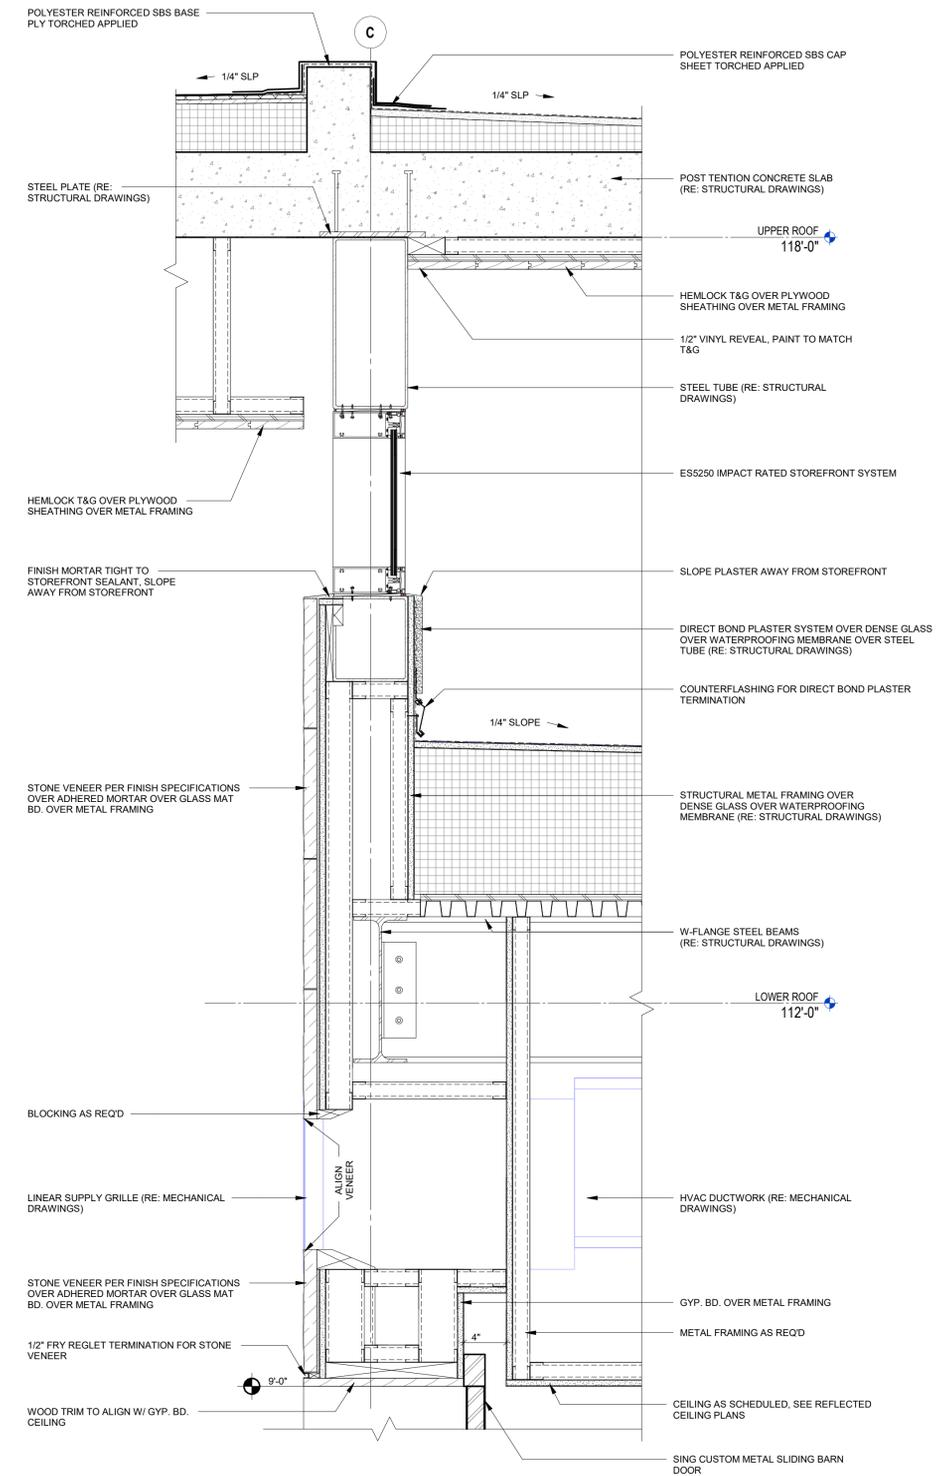 POLYESTER REINFORCED SBS BASE
PLY TORCHED APPLIED
C
POLYESTER REINFORCED SBS CAP
SHEET TORCHED APPLIED
1/4" SLP
1/4" SLP
POST TENTION CONCRETE SLAB
(RE: STRUCTURAL DRAWINGS)
STEEL PLATE (RE:
STRUCTURAL DRAWINGS)
UPPER ROOF
118'-0"
HEMLOCK T&G OVER PLYWOOD
SHEATHING OVER METAL FRAMING
1/2" VINYL REVEAL, PAINT TO MATCH
T&G
STEEL TUBE (RE: STRUCTURAL
DRAWINGS)
ES5250 IMPACT RATED STOREFRONT SYSTEM
HEMLOCK T&G OVER PLYWOOD
SHEATHING OVER METAL FRAMING
FINISH MORTAR TIGHT TO
STOREFRONT SEALANT, SLOPE
AWAY FROM STOREFRONT
SLOPE PLASTER AWAY FROM STOREFRONT
DIRECT BOND PLASTER SYSTEM OVER DENSE GLASS
OVER WATERPROOFING MEMBRANE OVER STEEL
TUBE (RE: STRUCTURAL DRAWINGS)
COUNTERFLASHING FOR DIRECT BOND PLASTER
TERMINATION
1/4" SLOPE
STONE VENEER PER FINISH SPECIFICATIONS
OVER ADHERED MORTAR OVER GLASS MAT
BD. OVER METAL FRAMING
STRUCTURAL METAL FRAMING OVER
DENSE GLASS OVER WATERPROOFING
MEMBRANE (RE: STRUCTURAL DRAWINGS)
W-FLANGE STEEL BEAMS
(RE: STRUCTURAL DRAWINGS)
LOWER ROOF
112'-0"
BLOCKING AS REQ'D
ALIGN
VENEER
LINEAR SUPPLY GRILLE (RE: MECHANICAL
DRAWINGS)
HVAC DUCTWORK (RE: MECHANICAL
DRAWINGS)
STONE VENEER PER FINISH SPECIFICATIONS
OVER ADHERED MORTAR OVER GLASS MAT
BD. OVER METAL FRAMING
GYP. BD. OVER METAL FRAMING
4"
METAL FRAMING AS REQ'D
1/2" FRY REGLET TERMINATION FOR STONE
VENEER
9'-0"
WOOD TRIM TO ALIGN W/ GYP. BD.
CEILING
CEILING AS SCHEDULED, SEE REFLECTED
CEILING PLANS
SING CUSTOM METAL SLIDING BARN
DOOR